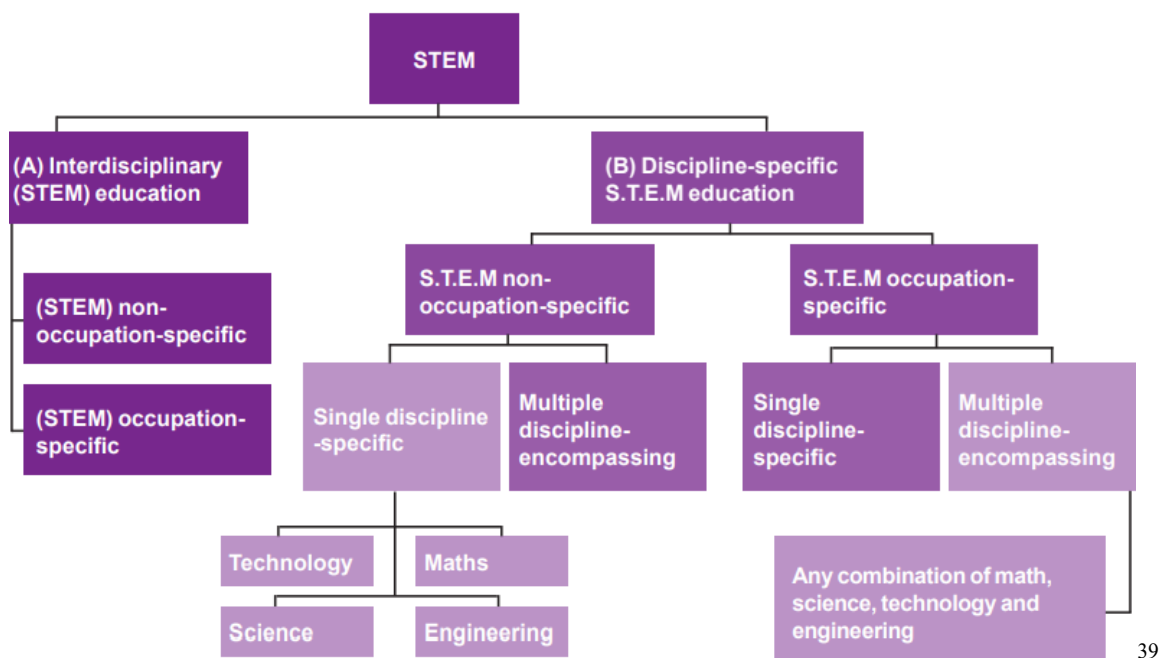 STEM
(A) Interdisciplinary
(STEM) education
(B) Discipline-specific
S.T.E.M education
(STEM) non-
occupation-specific
(STEM) occupation-
specific
S.T.E.M non-
occupation-specific
S.T.E.M occupation-
specific
Single discipline
-specific
Multiple
discipline-
encompassing
Single
discipline-
specific
Multiple
discipline-
encompassing
Technology
Maths
Science
Engineering
Any combination of math,
science, technology and
engineering
39